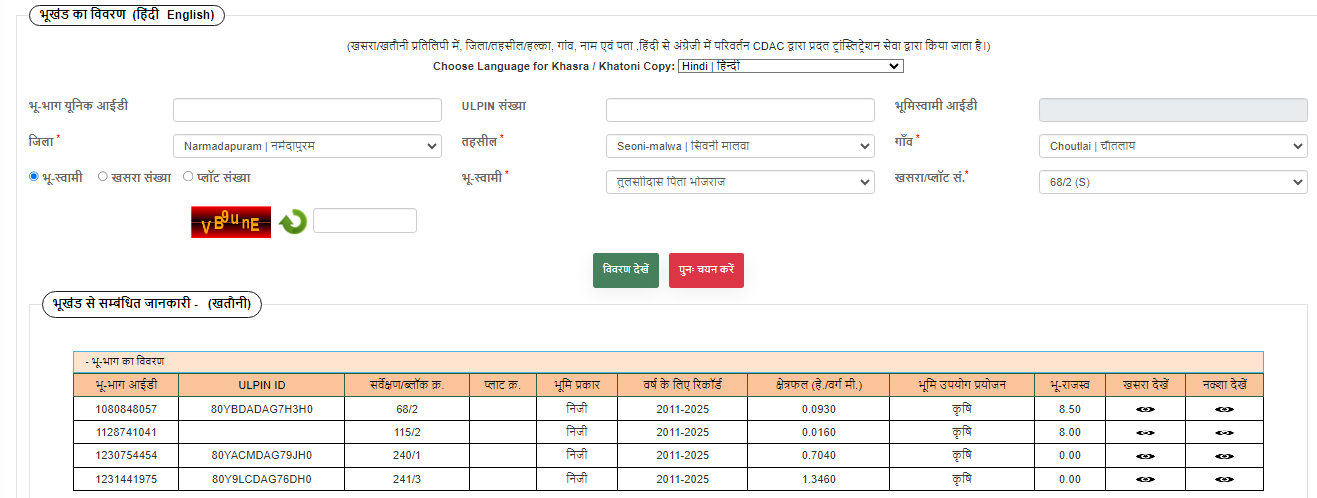 भूखंड का विवरण (हिंदी English)
(खसरा/खतौनी प्रतिलिपी में, जिला/तहसील/हल्का, गांव, नाम एवं पता ,हिंदी से अंग्रेजी में परिवर्तन CDAC द्वारा प्रदत ट्रांस्लिट्रेशन सेवा द्वारा किया जाता है।)
Choose Language for Khasra / Khatoni Copy: Hindi | हिन्दी
भू-भाग यूनिक आईडी ULPIN संख्या भूमिस्वामी आईडी
जिला * Narmadapuram | नर्मदापुरम तहसील * Seoni-malwa | सिवनी मालवा गाँव * Choutlai | चौतलाय
भू-स्वामी खसरा संख्या प्लॉट संख्या भू-स्वामी * तुलसीदास पिता भोजराज खसरा/प्लॉट सं.* 68/2 (S)
VB9unE
विवरण देखें पुनः चयन करें
भूखंड से सम्बंधित जानकारी - (खतौनी)
- भू-भाग का विवरण
भू-भाग आईडी ULPIN ID सर्वेक्षण/ब्लॉक क्र. प्लाट क्र. भूमि प्रकार वर्ष के लिए रिकॉर्ड क्षेत्रफल (हे./वर्ग मी.) भूमि उपयोग प्रयोजन भू-राजस्व खसरा देखें नक्शा देखें
1080848057 80YBDADAG7H3H0 68/2 निजी 2011-2025 0.0930 कृषि 8.50
1128741041 115/2 निजी 2011-2025 0.0160 कृषि 8.00
1230754454 80YACMDAG79JH0 240/1 निजी 2011-2025 0.7040 कृषि 0.00
1231441975 80Y9LCDAG76DH0 241/3 निजी 2011-2025 1.3460 कृषि 0.00